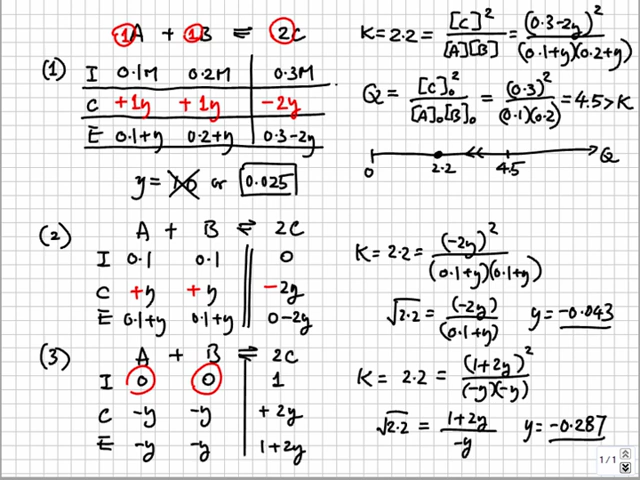 1A + 1B ⇌ 2C
(1)
I 0.1M 0.2M 0.3M
C +1y +1y -2y
E 0.1+y 0.2+y 0.3-2y
y = or 0.025
K = 2.2 = [C]² / [A][B] = (0.3-2y)² / (0.1+y)(0.2+y)
Q = [C]₀² / [A]₀[B]₀ = (0.3)² / (0.1)(0.2) = 4.5 > K
0 2.2 4.5 Q
(2) A + B ⇌ 2C
I 0.1 0.1 0
C +y +y -2y
E 0.1+y 0.1+y 0-2y
K = 2.2 = (-2y)² / (0.1+y)(0.1+y)
√2.2 = (-2y) / (0.1+y) y = -0.043
(3) A + B ⇌ 2C
I 0 0 1
C -y -y +2y
E -y -y 1+2y
K = 2.2 = (1+2y)² / (-y)(-y)
√2.2 = 1+2y / -y y = -0.287
1/1